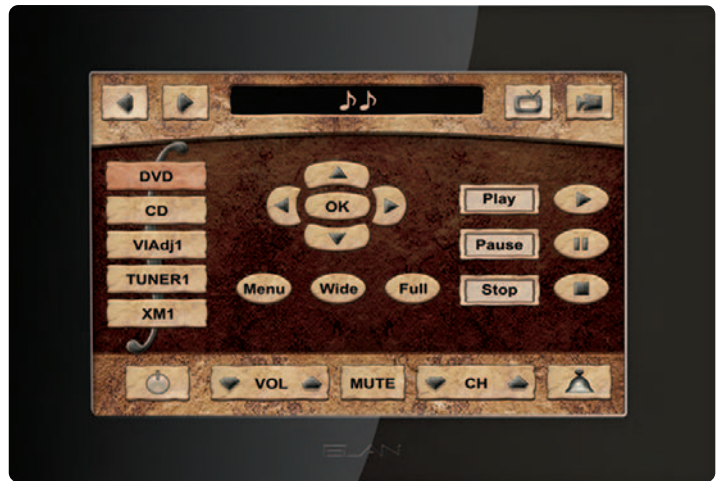 DVD
CD
VIAdj1
TUNER1
XM1
OK
Menu
Wide
Full
Play
Pause
Stop
VOL
MUTE
CH
ELAN